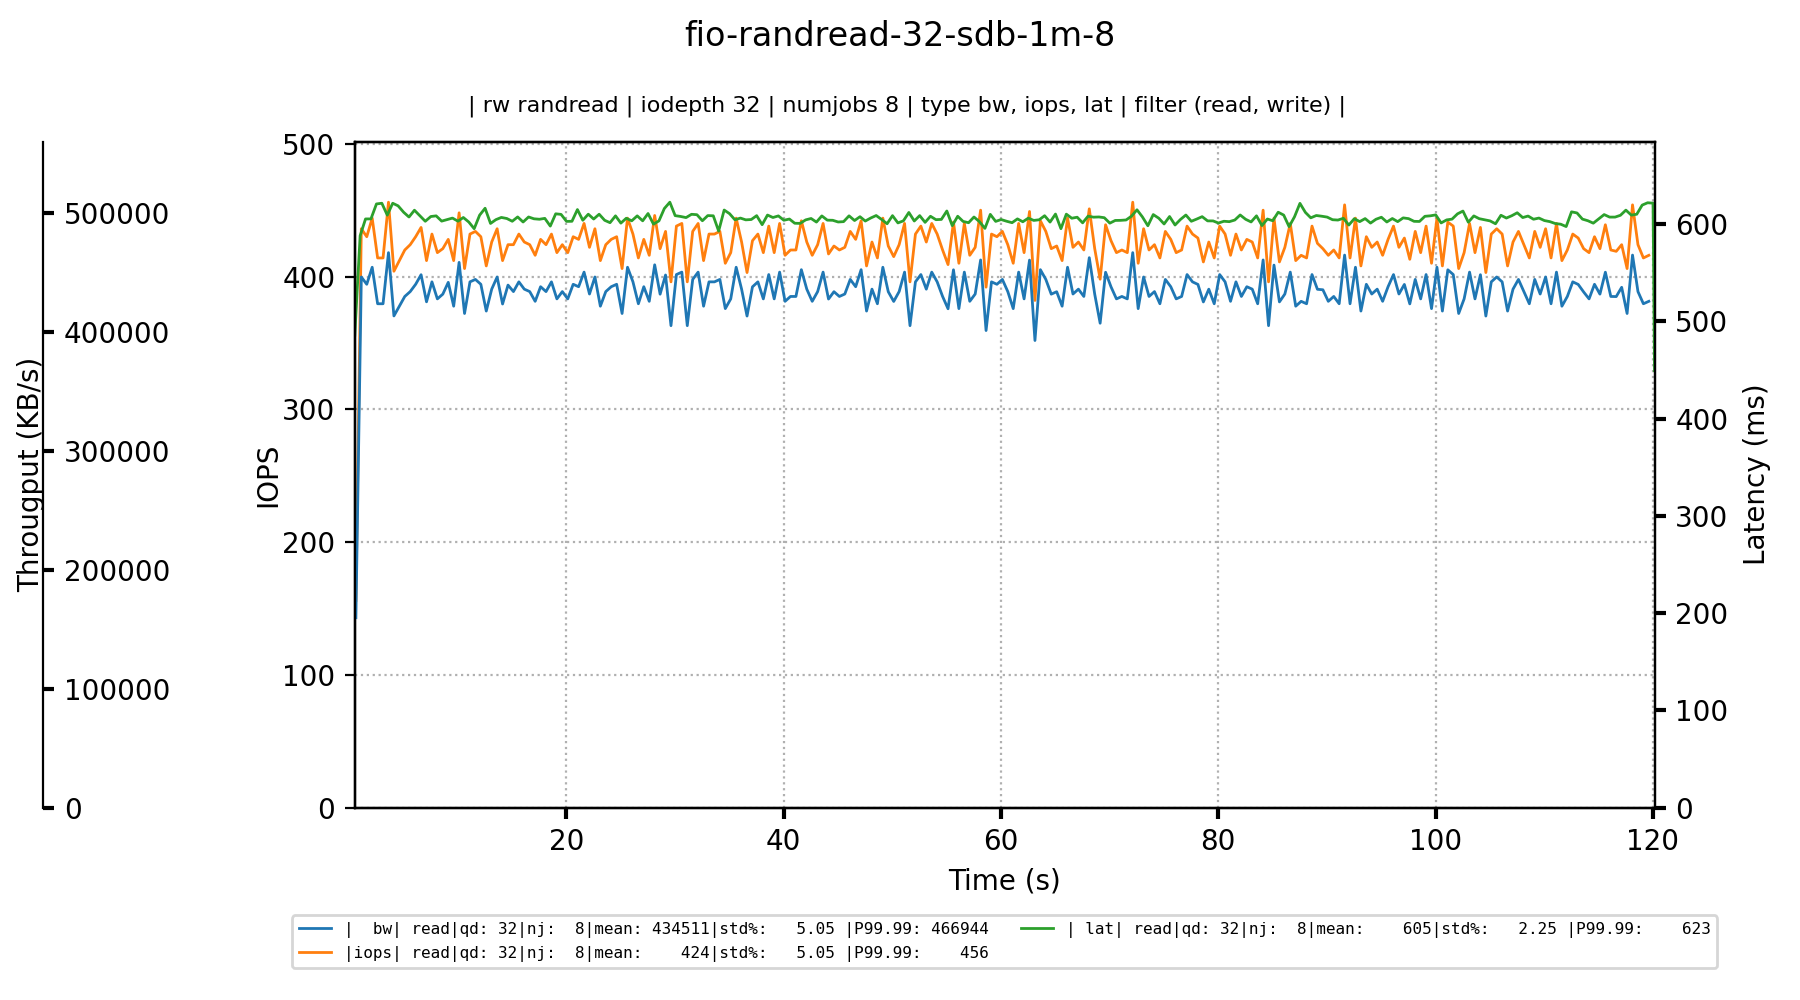 fio-randread-32-sdb-1m-8
| rw randread | iodepth 32 | numjobs 8 | type bw, iops, lat | filter (read, write) |
Througput (KB/s)
500000
400000
300000
200000
100000
0
IOPS
500
400
300
200
100
0
600
500
400
300
200
100
0
Latency (ms)
20 40 60 80 100 120
Time (s)
|  bw| read|qd: 32|nj:  8|mean: 434511|std%:   5.05 |P99.99: 466944
|iops| read|qd: 32|nj:  8|mean:    424|std%:   5.05 |P99.99:    456
| lat| read|qd: 32|nj:  8|mean:    605|std%:   2.25 |P99.99:    623